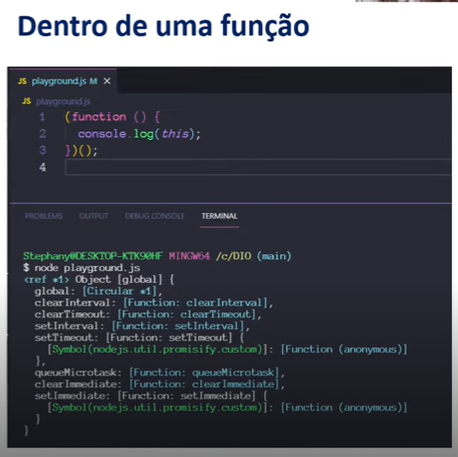 Dentro de uma função
JS playground.js M ×
JS playground.js
1 (function () {
2 console.log(this);
3 })();
4
PROBLEMS OUTPUT DEBUG CONSOLE TERMINAL
Stephany@DESKTOP-KTK90HF MINGW64 /c/DIO (main)
$ node playground.js
<ref *1> Object [global] {
global: [Circular *1],
clearInterval: [Function: clearInterval],
clearTimeout: [Function: clearTimeout],
setInterval: [Function: setInterval],
setTimeout: [Function: setTimeout] {
[Symbol(nodejs.util.promisify.custom)]: [Function (anonymous)]
},
queueMicrotask: [Function: queueMicrotask],
clearImmediate: [Function: clearImmediate],
setImmediate: [Function: setImmediate] {
[Symbol(nodejs.util.promisify.custom)]: [Function (anonymous)]
}
}